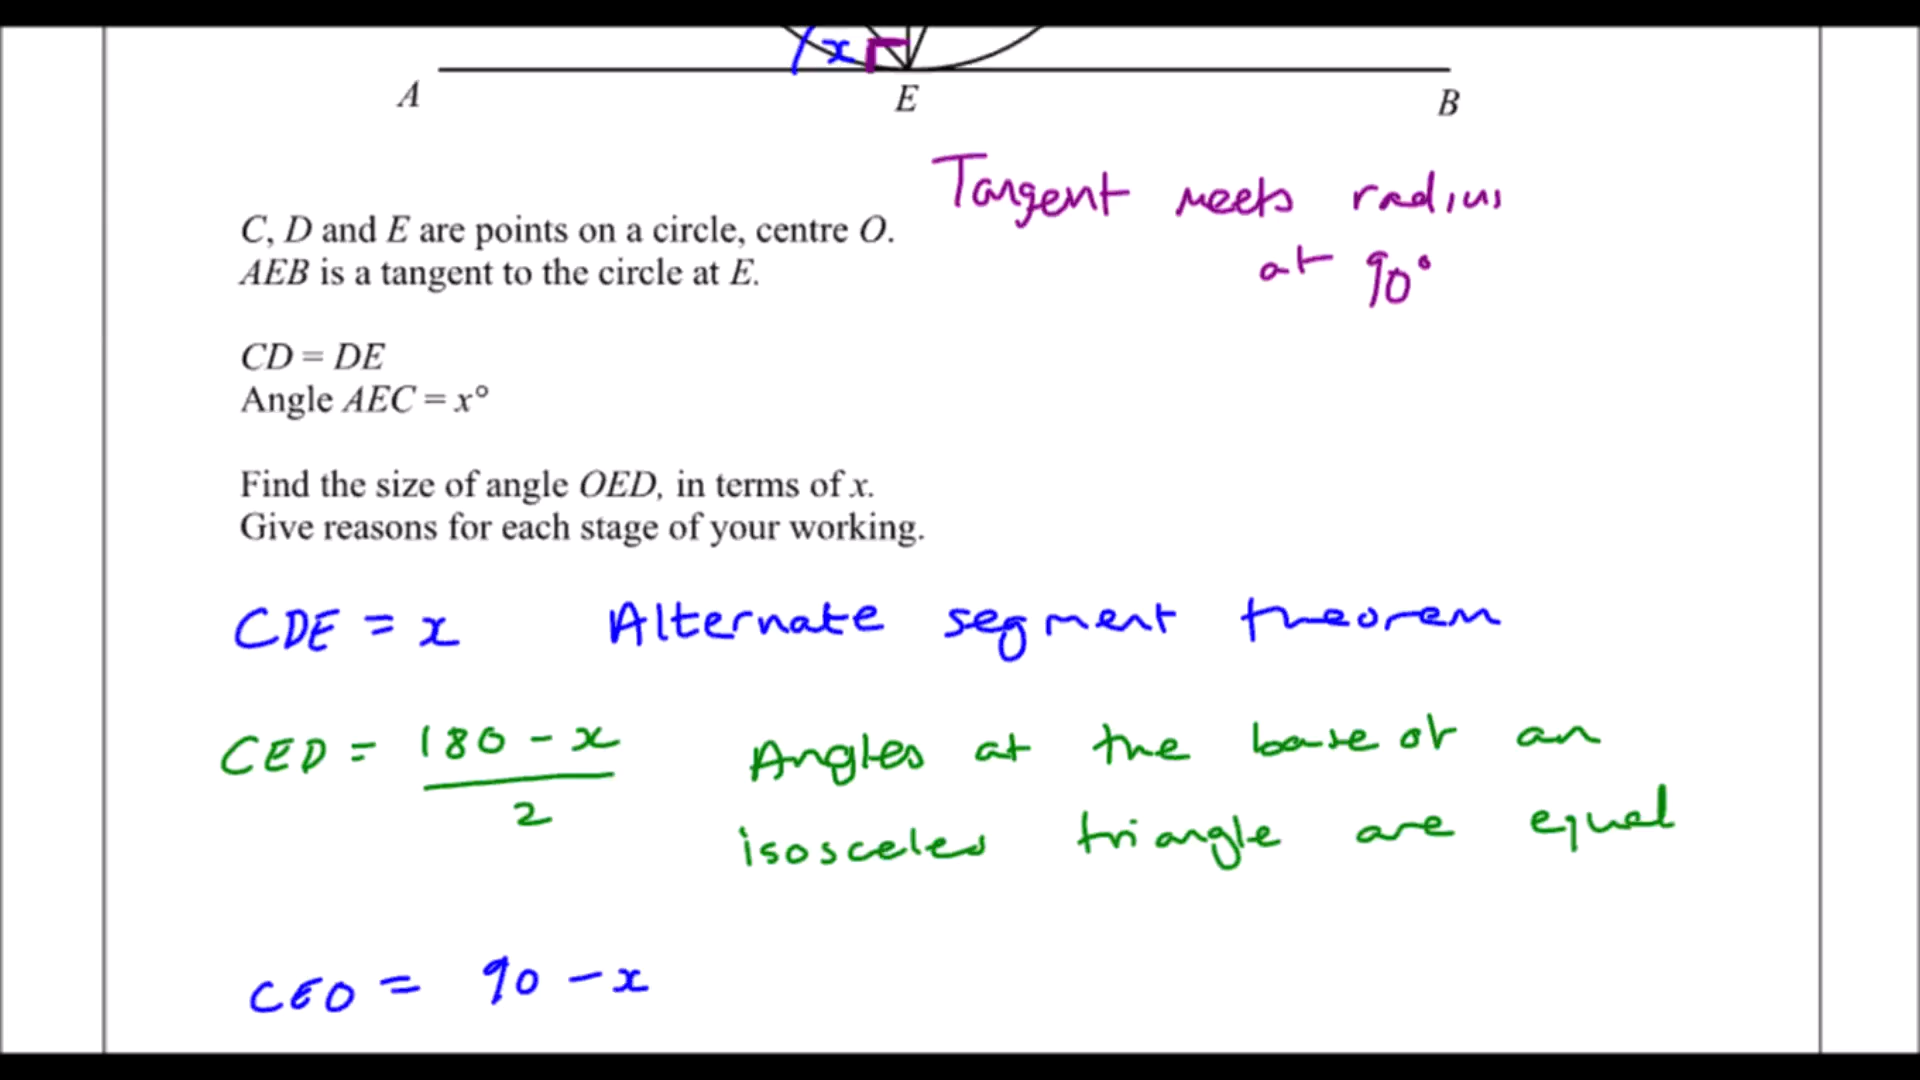 x
A E B
Tangent meets radius
at 90°
C, D and E are points on a circle, centre O.
AEB is a tangent to the circle at E.
CD = DE
Angle AEC = x°
Find the size of angle OED, in terms of x.
Give reasons for each stage of your working.
CDE = x Alternate segment theorem
CED = 180 - x / 2 Angles at the base of an
isosceles triangle are equal
CEO = 90 - x